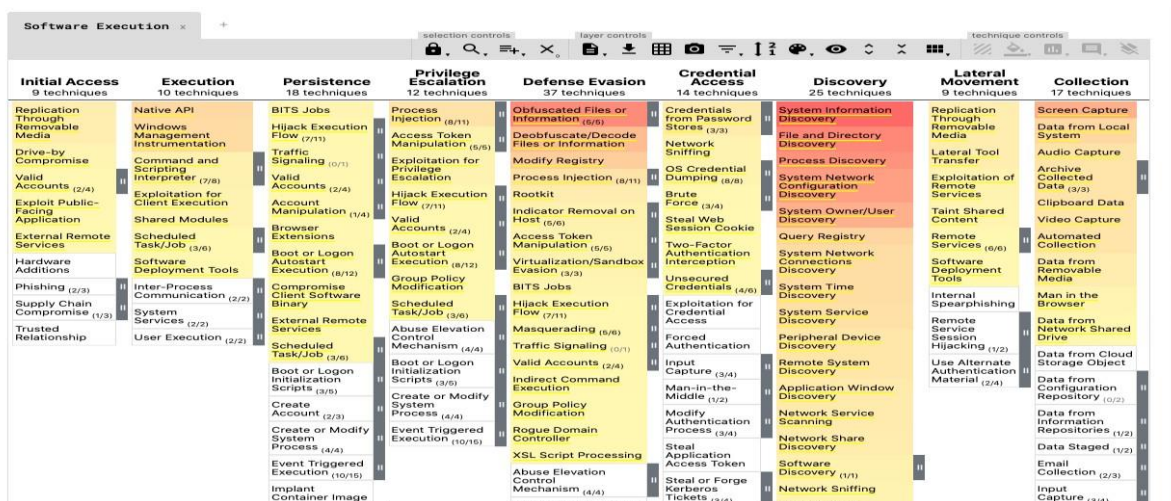 Software Execution × +
selection controls layer controls technique controls
Initial Access
9 techniques
Replication
Through
Removable
Media
Drive-by
Compromise
Valid
Accounts (2/4)
Exploit Public-
Facing
Application
External Remote
Services
Hardware
Additions
Phishing (2/3)
Supply Chain
Compromise (1/3)
Trusted
Relationship
Execution
10 techniques
Native API
Windows
Management
Instrumentation
Command and
Scripting
Interpreter (7/8)
Exploitation for
Client Execution
Shared Modules
Scheduled
Task/Job (3/6)
Software
Deployment Tools
Inter-Process
Communication (2/2)
System
Services (2/2)
User Execution (2/2)
Persistence
18 techniques
BITS Jobs
Hijack Execution
Flow (7/11)
Traffic
Signaling (0/1)
Valid
Accounts (2/4)
Account
Manipulation (1/4)
Browser
Extensions
Boot or Logon
Autostart
Execution (8/12)
Compromise
Client Software
Binary
External Remote
Services
Scheduled
Task/Job (3/6)
Boot or Logon
Initialization
Scripts (3/5)
Create
Account (2/3)
Create or Modify
System
Process (4/4)
Event Triggered
Execution (10/15)
Implant
Container Image
Privilege
Escalation
12 techniques
Process
Injection (8/11)
Access Token
Manipulation (5/5)
Exploitation for
Privilege
Escalation
Hijack Execution
Flow (7/11)
Valid
Accounts (2/4)
Boot or Logon
Autostart
Execution (8/12)
Group Policy
Modification
Scheduled
Task/Job (3/6)
Abuse Elevation
Control
Mechanism (4/4)
Boot or Logon
Initialization
Scripts (3/5)
Create or Modify
System
Process (4/4)
Event Triggered
Execution (10/15)
Defense Evasion
37 techniques
Obfuscated Files or
Information (5/5)
Deobfuscate/Decode
Files or Information
Modify Registry
Process Injection (8/11)
Rootkit
Indicator Removal on
Host (5/6)
Access Token
Manipulation (5/5)
Virtualization/Sandbox
Evasion (3/3)
BITS Jobs
Hijack Execution
Flow (7/11)
Masquerading (5/6)
Traffic Signaling (0/1)
Valid Accounts (2/4)
Indirect Command
Execution
Group Policy
Modification
Rogue Domain
Controller
XSL Script Processing
Abuse Elevation
Control
Mechanism (4/4)
Credential
Access
14 techniques
Credentials
from Password
Stores (3/3)
Network
Sniffing
OS Credential
Dumping (8/8)
Brute
Force (3/4)
Steal Web
Session Cookie
Two-Factor
Authentication
Interception
Unsecured
Credentials (4/6)
Exploitation for
Credential
Access
Forced
Authentication
Input
Capture (3/4)
Man-in-the-
Middle (1/2)
Modify
Authentication
Process (3/4)
Steal
Application
Access Token
Steal or Forge
Kerberos
Tickets (3/4)
Discovery
25 techniques
System Information
Discovery
File and Directory
Discovery
Process Discovery
System Network
Configuration
Discovery
System Owner/User
Discovery
Query Registry
System Network
Connections
Discovery
System Time
Discovery
System Service
Discovery
Peripheral Device
Discovery
Remote System
Discovery
Application Window
Discovery
Network Service
Scanning
Network Share
Discovery
Software
Discovery (1/1)
Network Sniffing
Lateral
Movement
9 techniques
Replication
Through
Removable
Media
Lateral Tool
Transfer
Exploitation of
Remote
Services
Taint Shared
Content
Remote
Services (6/6)
Software
Deployment
Tools
Internal
Spearphishing
Remote
Service
Session
Hijacking (1/2)
Use Alternate
Authentication
Material (2/4)
Collection
17 techniques
Screen Capture
Data from Local
System
Audio Capture
Archive
Collected
Data (3/3)
Clipboard Data
Video Capture
Automated
Collection
Data from
Removable
Media
Man in the
Browser
Data from
Network Shared
Drive
Data from Cloud
Storage Object
Data from
Configuration
Repository (0/2)
Data from
Information
Repositories (1/2)
Data Staged (1/2)
Email
Collection (2/3)
Input
Capture (3/4)